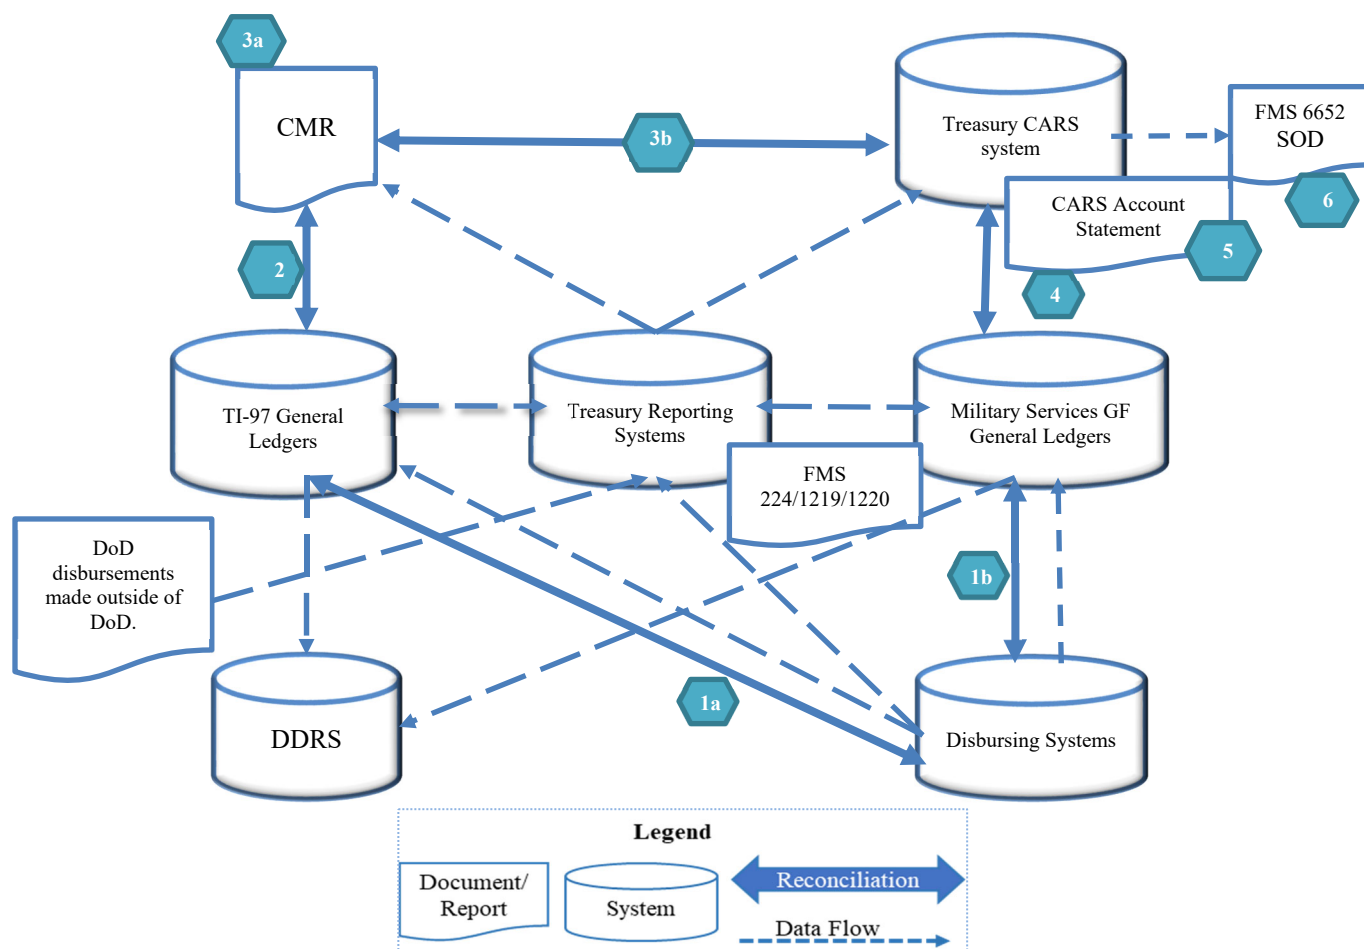 3a
CMR
3b
Treasury CARS
system
FMS 6652
SOD
6
CARS Account
Statement
5
2
4
TI-97 General
Ledgers
Treasury Reporting
Systems
Military Services GF
General Ledgers
FMS
224/1219/1220
DoD
disbursements
made outside of
DoD.
1b
1a
DDRS
Disbursing Systems
Legend
Document/
Report
System
Reconciliation
Data Flow